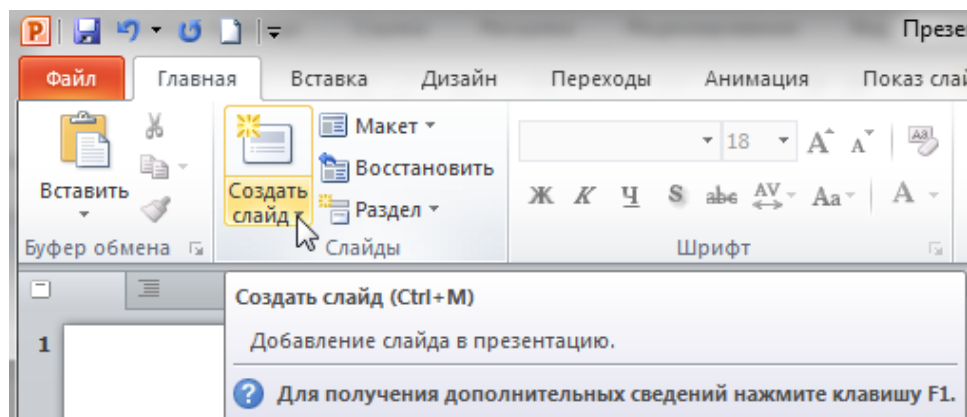 Презе
Файл Главная Вставка Дизайн Переходы Анимация Показ слай
Вставить
Создать слайд
Макет
Восстановить
Раздел
18 А А Aa
Ж К Ч S abc AV Aa А
Буфер обмена Слайды Шрифт
Создать слайд (Ctrl+M)
1
Добавление слайда в презентацию.
Для получения дополнительных сведений нажмите клавишу F1.